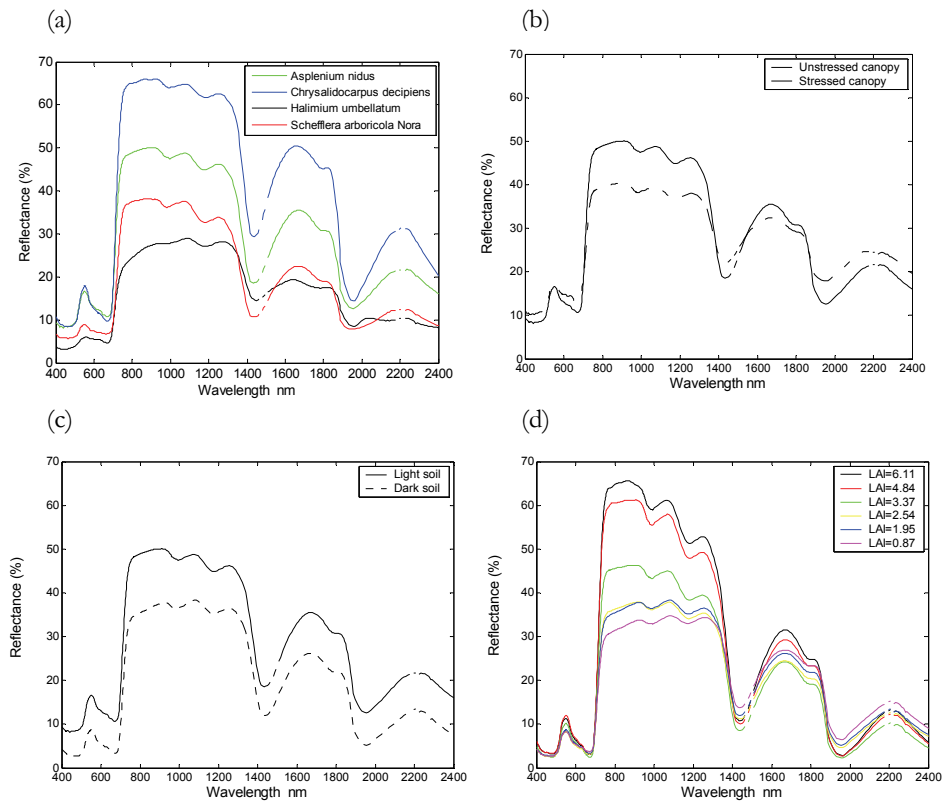 (a)
70
60
50
40
30
20
10
0
Reflectance (%)
Asplenium nidus
Chrysalidocarpus decipiens
Halimium umbellatum
Schefflera arboricola Nora
400 600 800 1000 1200 1400 1600 1800 2000 2200 2400
Wavelength nm
(b)
70
60
50
40
30
20
10
0
Reflectance (%)
Unstressed canopy
Stressed canopy
400 600 800 1000 1200 1400 1600 1800 2000 2200 2400
Wavelength nm
(c)
70
60
50
40
30
20
10
0
Reflectance (%)
Light soil
Dark soil
400 600 800 1000 1200 1400 1600 1800 2000 2200 2400
Wavelength nm
(d)
70
60
50
40
30
20
10
0
Reflectance (%)
LAI=6.11
LAI=4.84
LAI=3.37
LAI=2.54
LAI=1.95
LAI=0.87
400 600 800 1000 1200 1400 1600 1800 2000 2200 2400
Wavelength nm